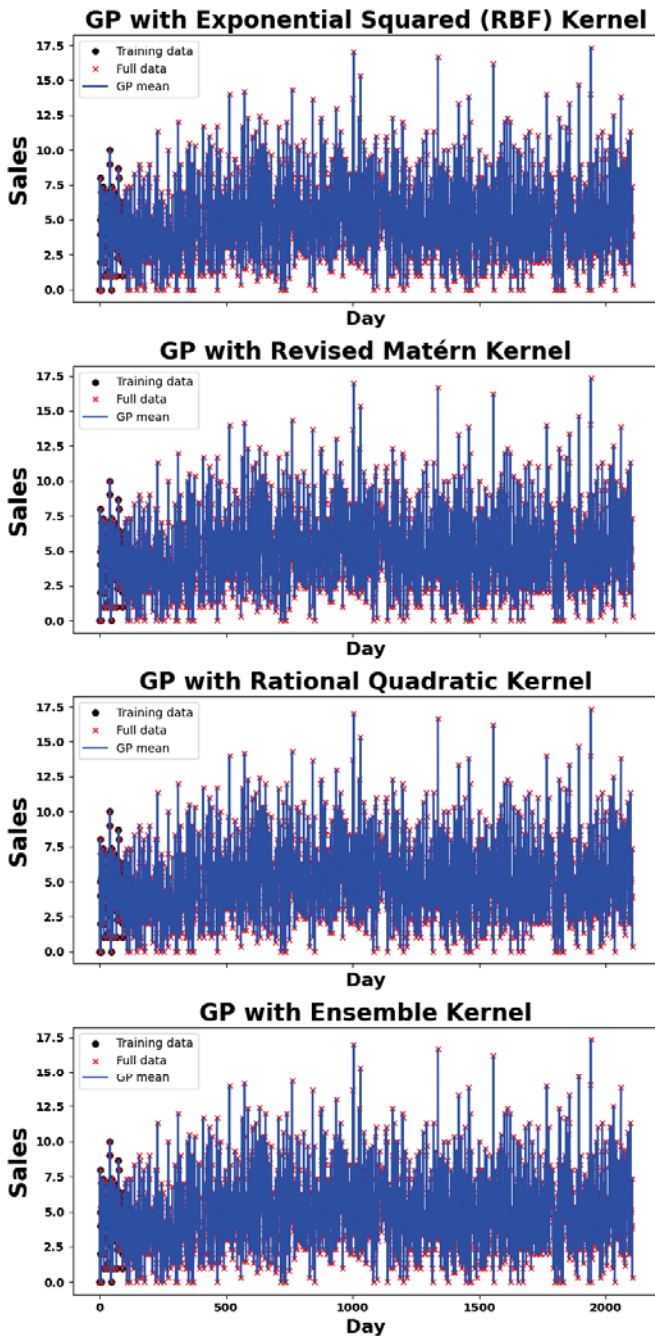 GP with Exponential Squared (RBF) Kernel
17.5
15.0
12.5
10.0
7.5
5.0
2.5
0.0
Sales
Training data
Full data
GP mean
Day
GP with Revised Matérn Kernel
17.5
15.0
12.5
10.0
7.5
5.0
2.5
0.0
Sales
Training data
Full data
GP mean
Day
GP with Rational Quadratic Kernel
17.5
15.0
12.5
10.0
7.5
5.0
2.5
0.0
Sales
Training data
Full data
GP mean
Day
GP with Ensemble Kernel
17.5
15.0
12.5
10.0
7.5
5.0
2.5
0.0
Sales
Training data
Full data
GP mean
0 500 1000 1500 2000
Day